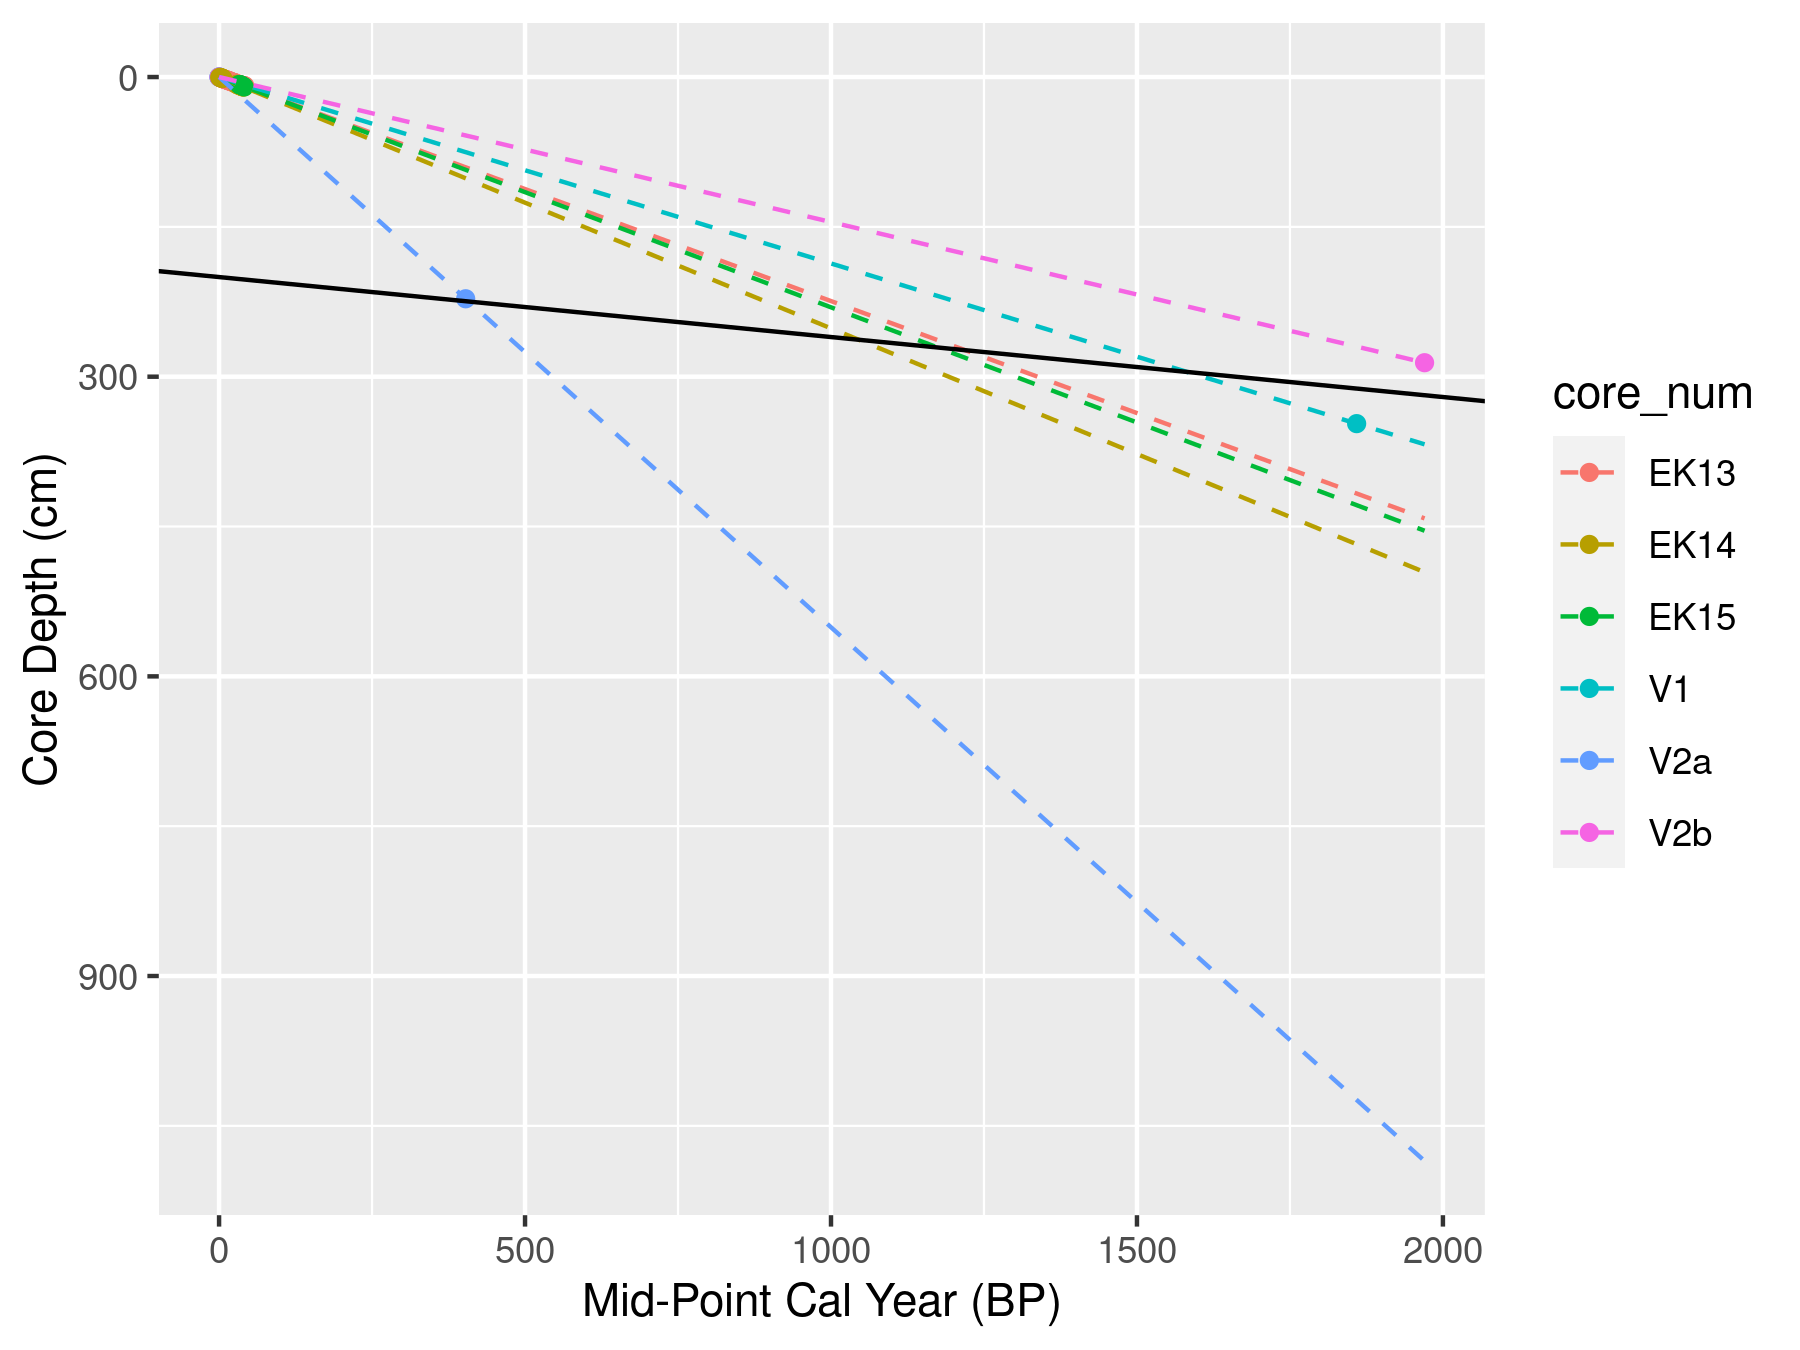 0
300
600
900
Core Depth (cm)
0 500 1000 1500 2000
Mid-Point Cal Year (BP)
core_num
EK13
EK14
EK15
V1
V2a
V2b